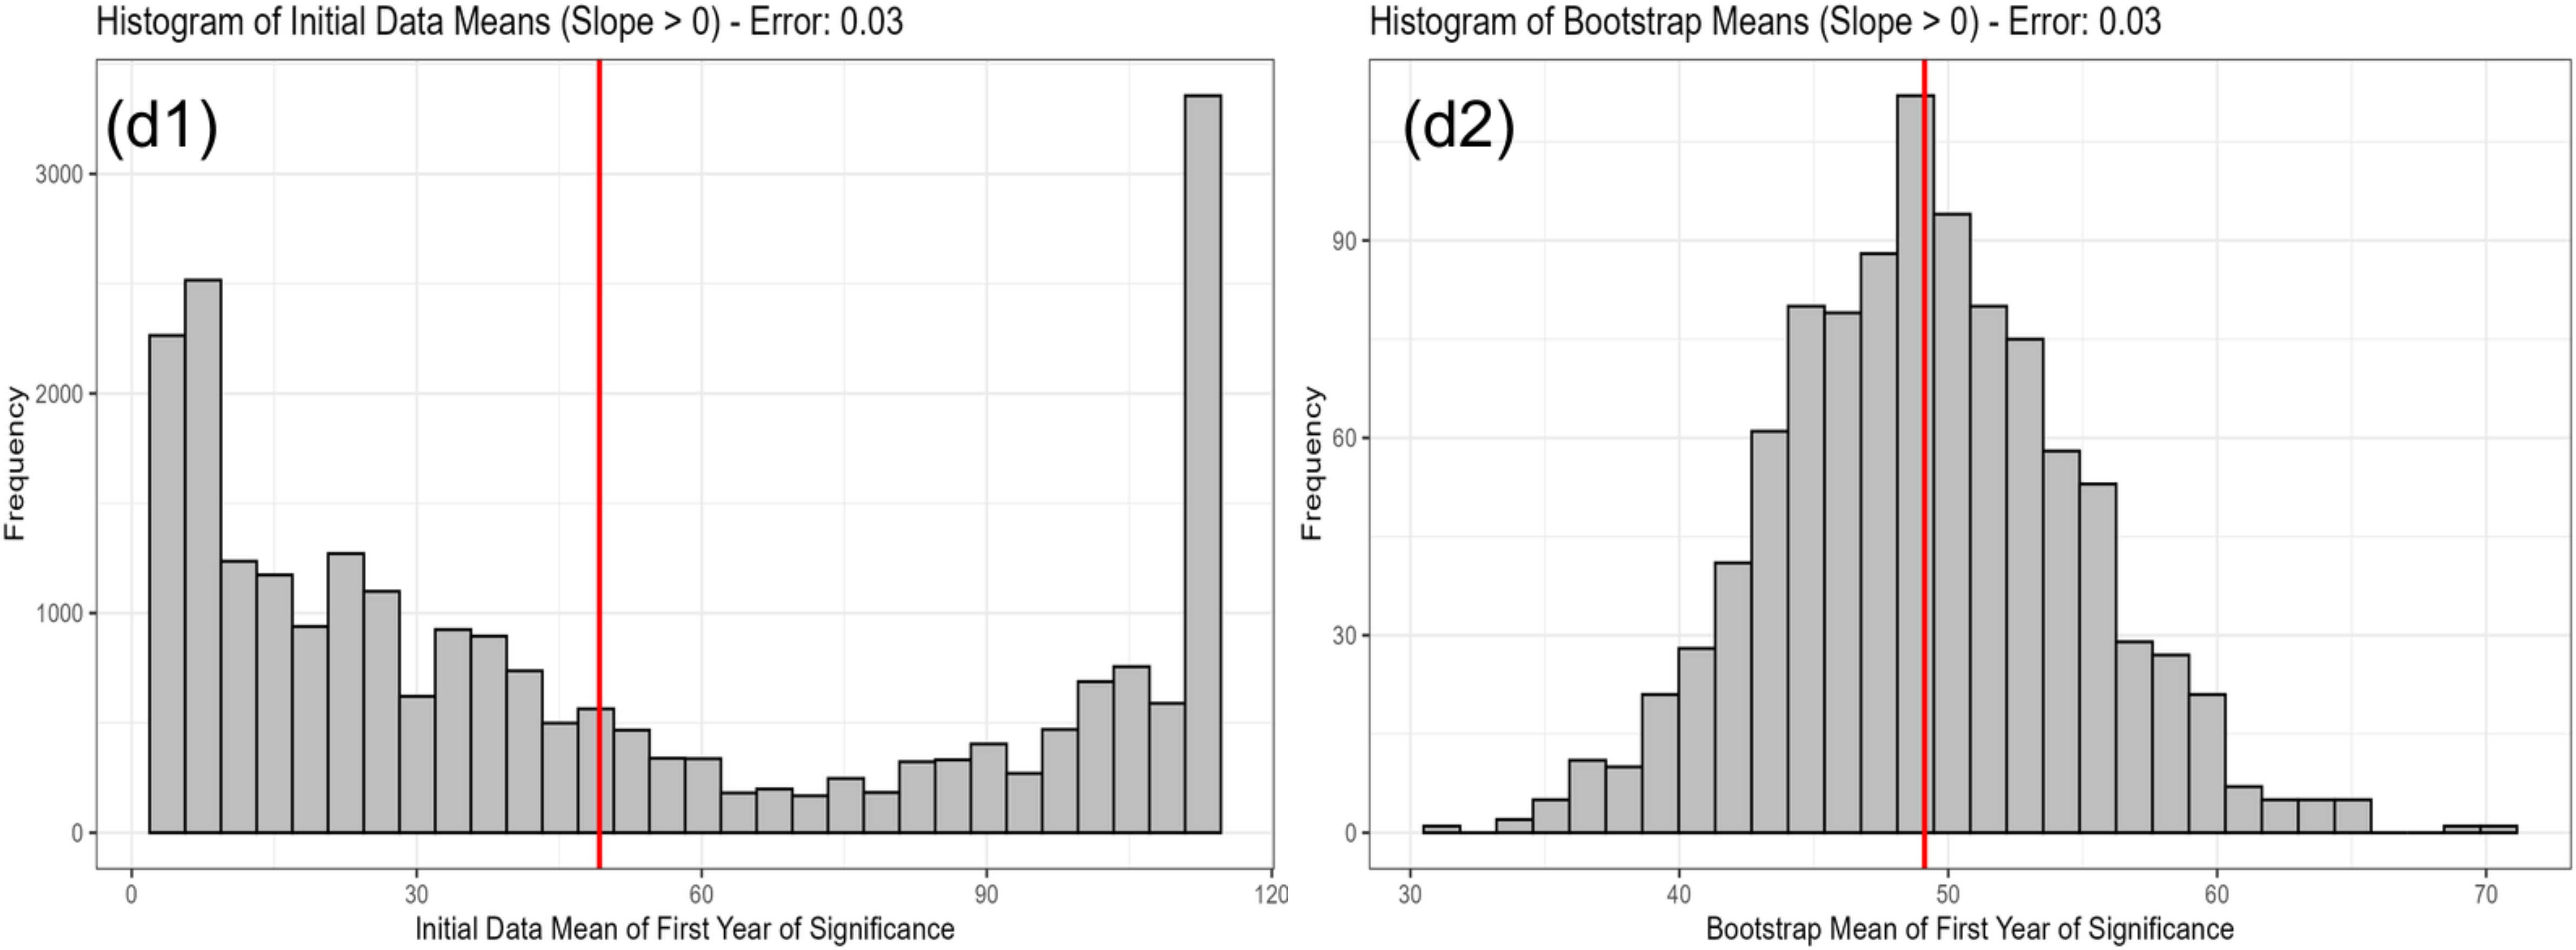 Histogram of Initial Data Means (Slope > 0) - Error: 0.03
(d1)
Frequency
3000
2000
1000
0
0 30 60 90 120
Initial Data Mean of First Year of Significance
Histogram of Bootstrap Means (Slope > 0) - Error: 0.03
(d2)
Frequency
90
60
30
0
30 40 50 60 70
Bootstrap Mean of First Year of Significance